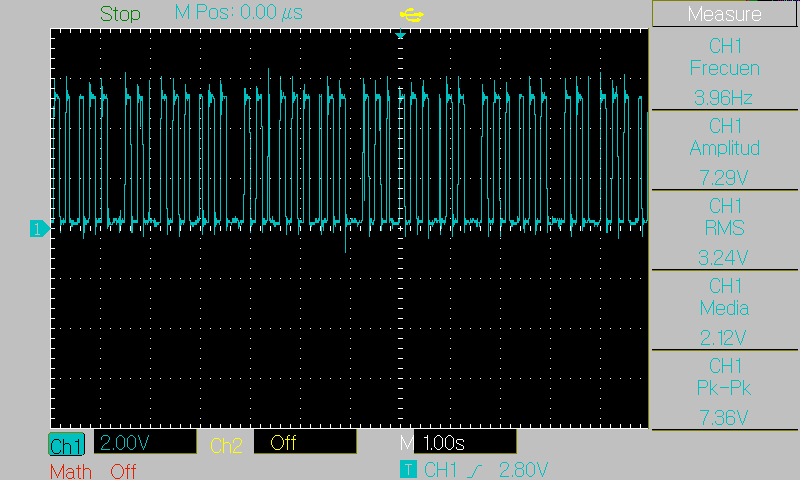 Stop M Pos: 0.00 µs Measure
CH1
Frecuen
3.96Hz
CH1
Amplitud
7.29V
CH1
RMS
3.24V
CH1
Media
2.12V
CH1
Pk-Pk
7.36V
1
Ch1 2.00V Ch2 Off M 1.00s
Math Off T CH1 2.80V